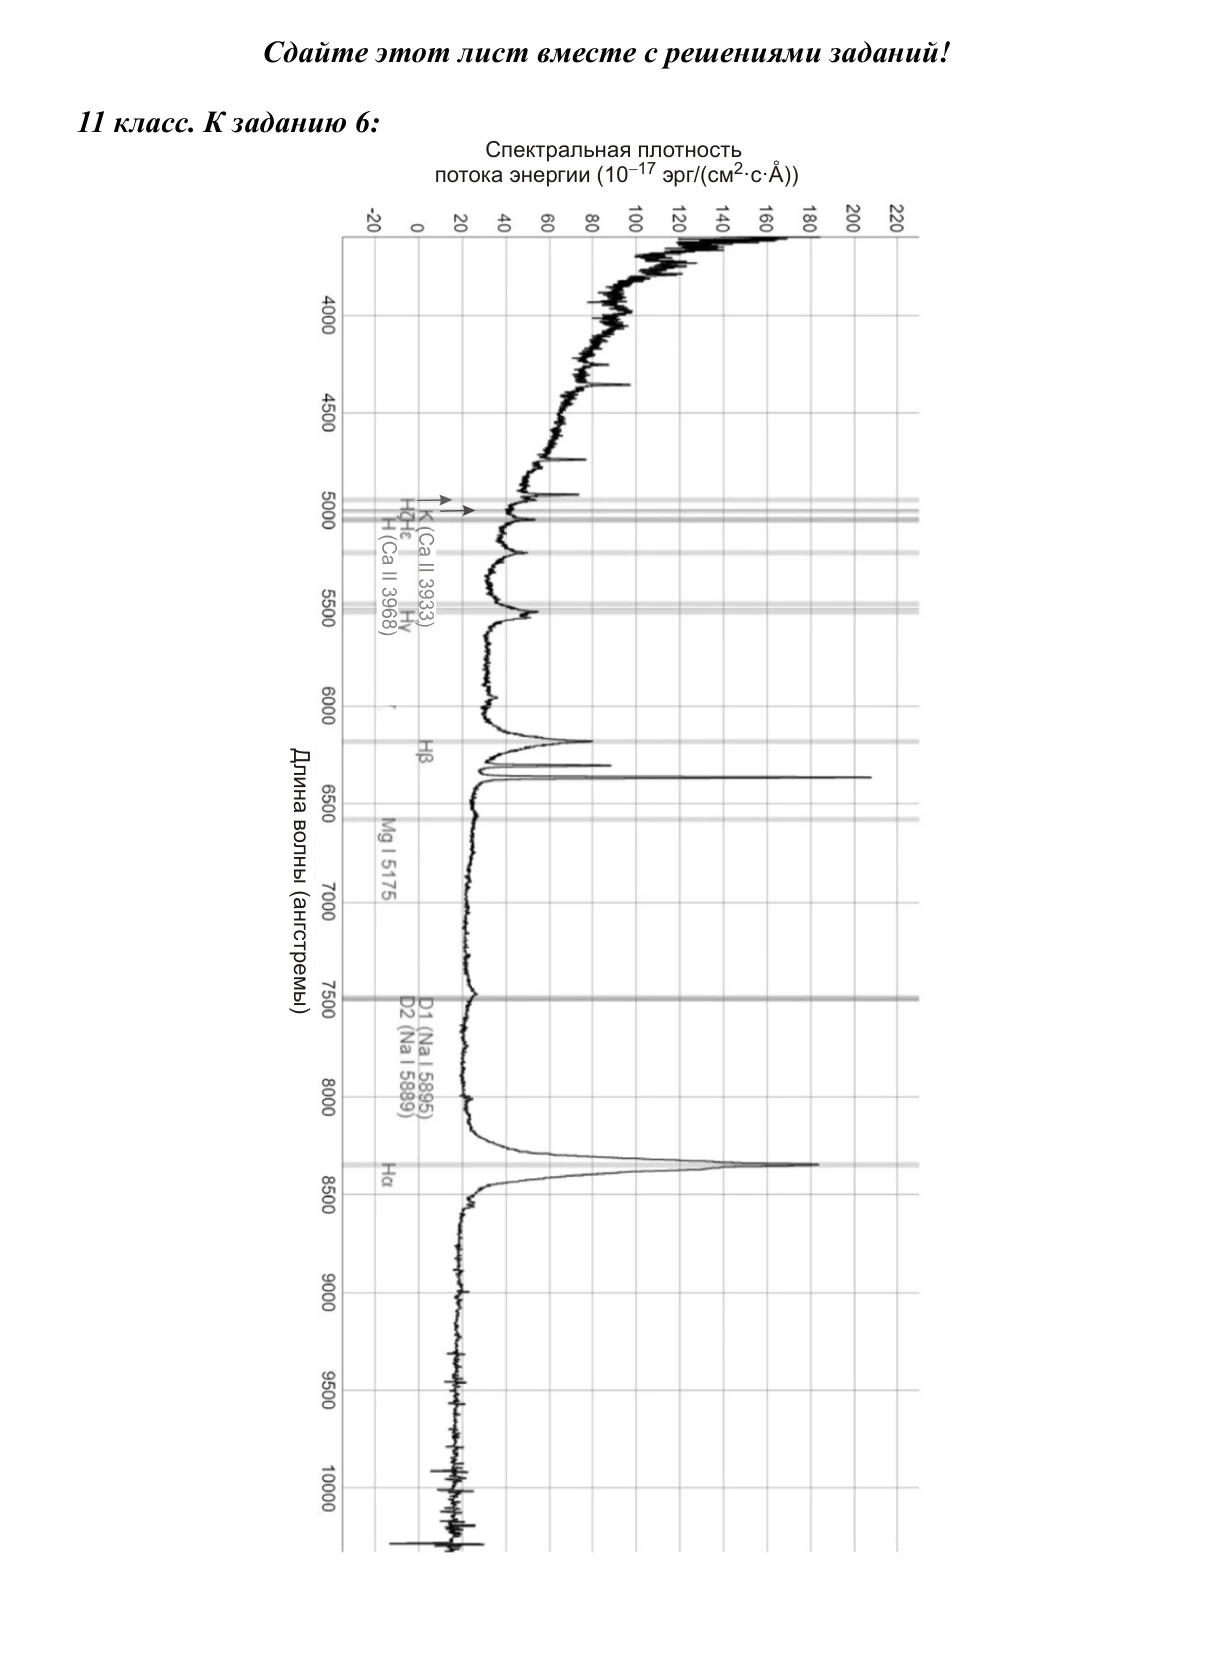 Сдайте этот лист вместе с решениями заданий!
11 класс. К заданию 6:
Спектральная плотность
потока энергии (10⁻¹⁷ эрг/(см²·с·Å))
-20
0
20
40
60
80
100
120
140
160
180
200
220
4000
4500
5000
5500
6000
6500
7000
7500
8000
8500
9000
9500
10000
K (Ca II 3933)
Hζ
Hε
H (Ca II 3968)
Hγ
Hβ
Mg I 5175
D1 (Na I 5895)
D2 (Na I 5889)
Hα
Длина волны (ангстремы)